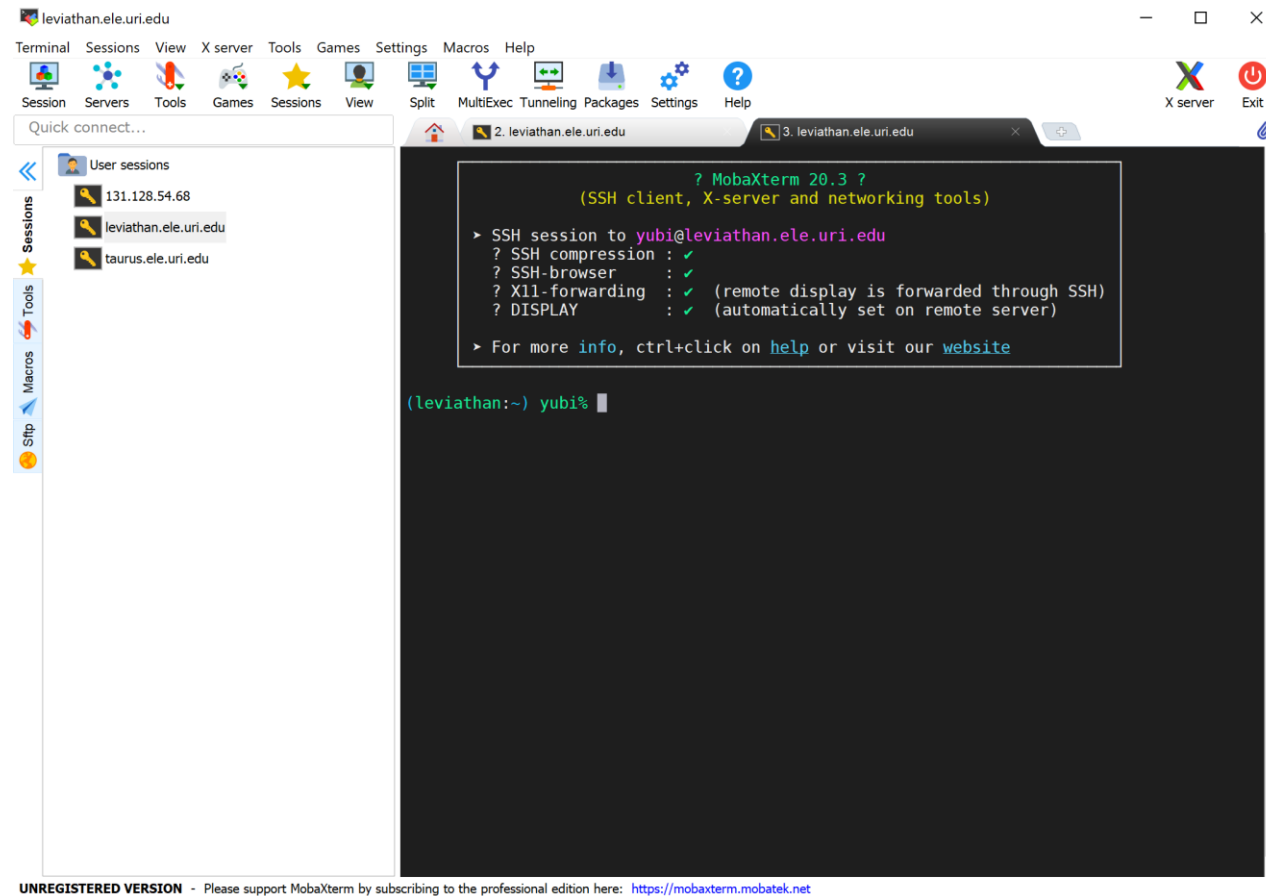 leviathan.ele.uri.edu
Terminal Sessions View X server Tools Games Settings Macros Help
Session Servers Tools Games Sessions View Split MultiExec Tunneling Packages Settings Help X server Exit
Quick connect...
2. leviathan.ele.uri.edu
3. leviathan.ele.uri.edu
User sessions
131.128.54.68
leviathan.ele.uri.edu
taurus.ele.uri.edu
Sessions
Tools
Macros
Sftp
? MobaXterm 20.3 ?
(SSH client, X-server and networking tools)
➤ SSH session to yubi@leviathan.ele.uri.edu
? SSH compression : ✔
? SSH-browser : ✔
? X11-forwarding : ✔ (remote display is forwarded through SSH)
? DISPLAY : ✔ (automatically set on remote server)
➤ For more info, ctrl+click on help or visit our website
(leviathan:~) yubi%
UNREGISTERED VERSION - Please support MobaXterm by subscribing to the professional edition here: https://mobaxterm.mobatek.net